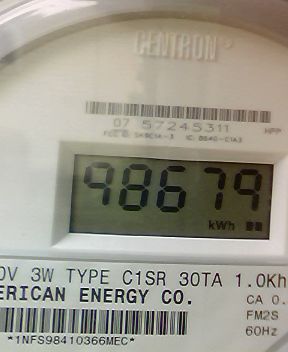 CENTRON®
07 57245311
HPP
98679
kWh
0V 3W TYPE C1SR 30TA 1.0Kh
ERICAN ENERGY CO.
CA 0.
FM2S
60Hz
*1NFS98410366MEC*